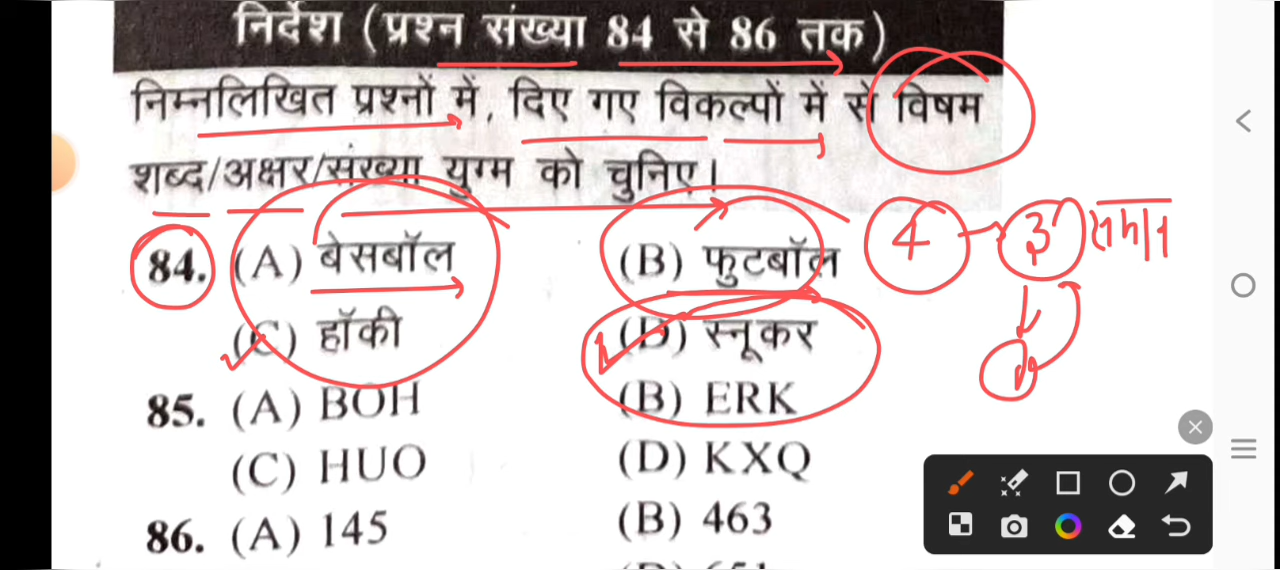 निर्देश (प्रश्न संख्या 84 से 86 तक)
निम्नलिखित प्रश्नों में, दिए गए विकल्पों में से विषम
शब्द/अक्षर/संख्या युग्म को चुनिए।
84. (A) बेसबॉल (B) फुटबॉल
(C) हॉकी (D) स्नूकर
4 3
85. (A) BOH (B) ERK
(C) HUO (D) KXQ
86. (A) 145 (B) 463